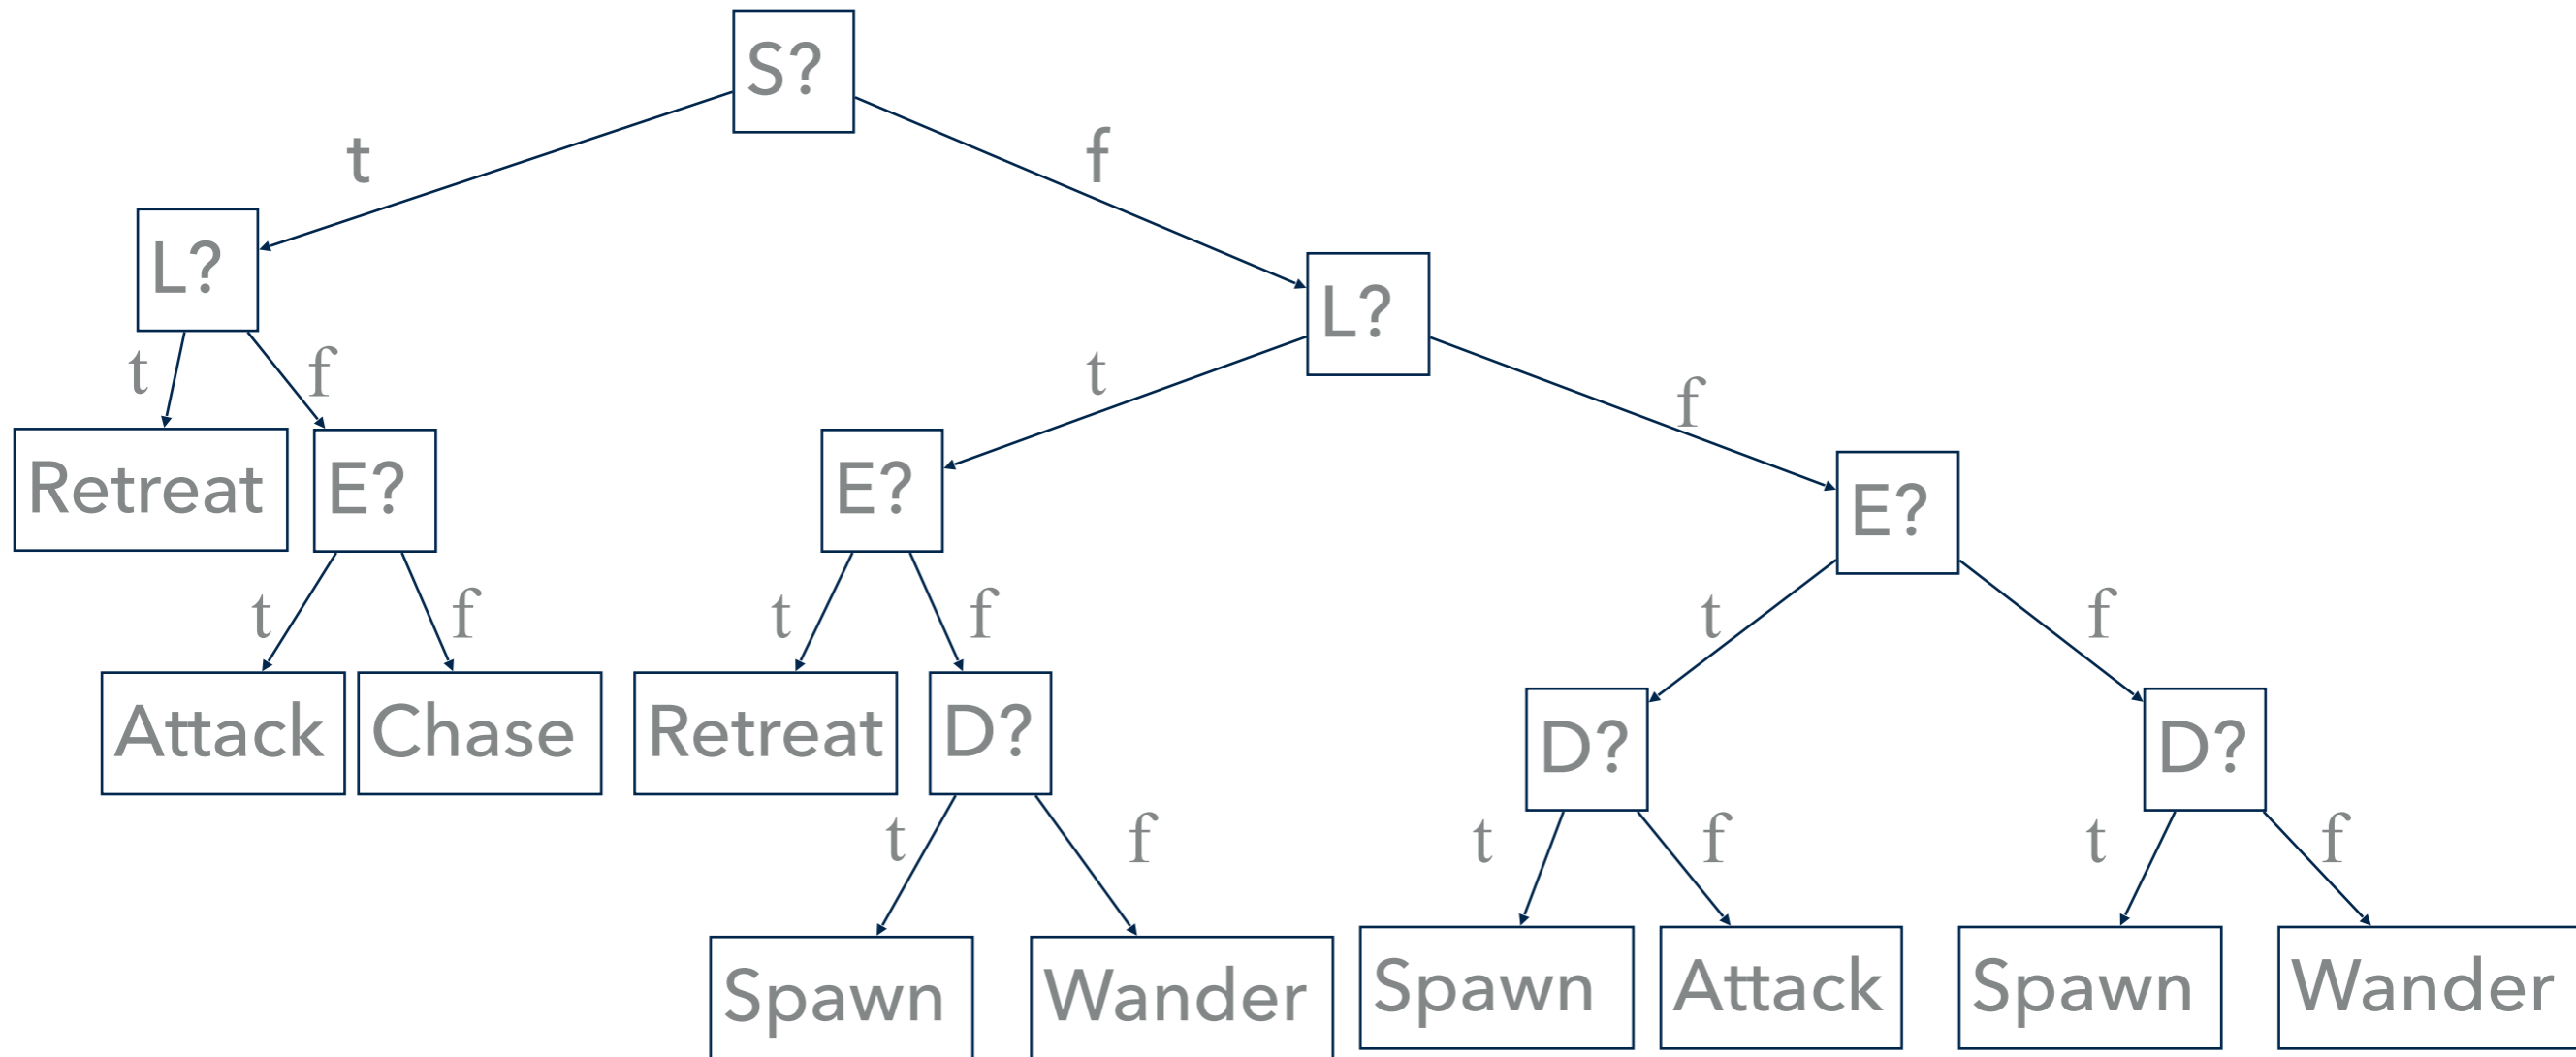 S?
t
f
L?
L?
t
f
t
f
Retreat
E?
E?
E?
t
f
t
f
t
f
Attack
Chase
Retreat
D?
D?
D?
t
f
t
f
t
f
Spawn
Wander
Spawn
Attack
Spawn
Wander